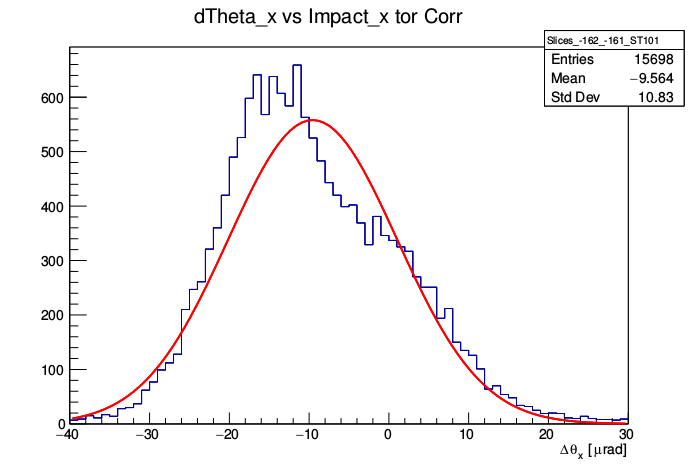 dTheta_x vs Impact_x tor Corr
Slices_-162_-161_ST101
Entries 15698
Mean −9.564
Std Dev 10.83
600
500
400
300
200
100
0
−40 −30 −20 −10 0 10 20 30
Δθx [μrad]